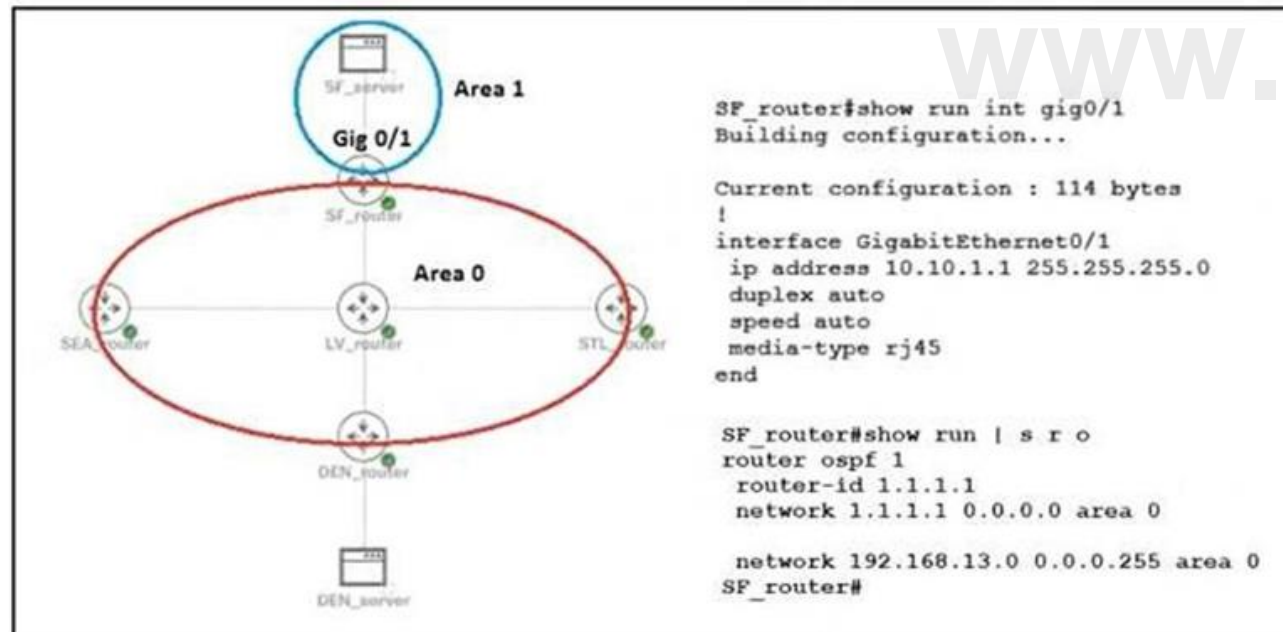 www.
SF_server
Area 1
Gig 0/1
SF_router
Area 0
SEA_router
LV_router
STL_router
DEN_router
DEN_server
SF_router#show run int gig0/1
Building configuration...
Current configuration : 114 bytes
!
interface GigabitEthernet0/1
ip address 10.10.1.1 255.255.255.0
duplex auto
speed auto
media-type rj45
end
SF_router#show run | s r o
router ospf 1
router-id 1.1.1.1
network 1.1.1.1 0.0.0.0 area 0
network 192.168.13.0 0.0.0.255 area 0
SF_router#